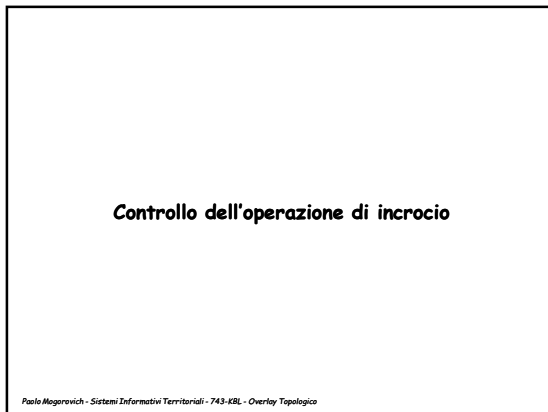 Controllo dell'operazione di incrocio
Paolo Mogorovich - Sistemi Informativi Territoriali - 743-KBL - Overlay Topologico